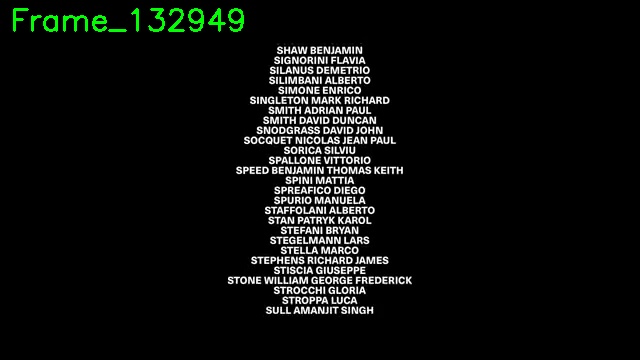 Frame_132949
SHAW BENJAMIN
SIGNORINI FLAVIA
SILANUS DEMETRIO
SILIMBANI ALBERTO
SIMONE ENRICO
SINGLETON MARK RICHARD
SMITH ADRIAN PAUL
SMITH DAVID DUNCAN
SNODGRASS DAVID JOHN
SOCQUET NICOLAS JEAN PAUL
SORICA SILVIU
SPALLONE VITTORIO
SPEED BENJAMIN THOMAS KEITH
SPINI MATTIA
SPREAFICO DIEGO
SPURIO MANUELA
STAFFOLANI ALBERTO
STAN PATRYK KAROL
STEFANI BRYAN
STEGELMANN LARS
STELLA MARCO
STEPHENS RICHARD JAMES
STISCIA GIUSEPPE
STONE WILLIAM GEORGE FREDERICK
STROCCHI GLORIA
STROPPA LUCA
SULL AMANJIT SINGH